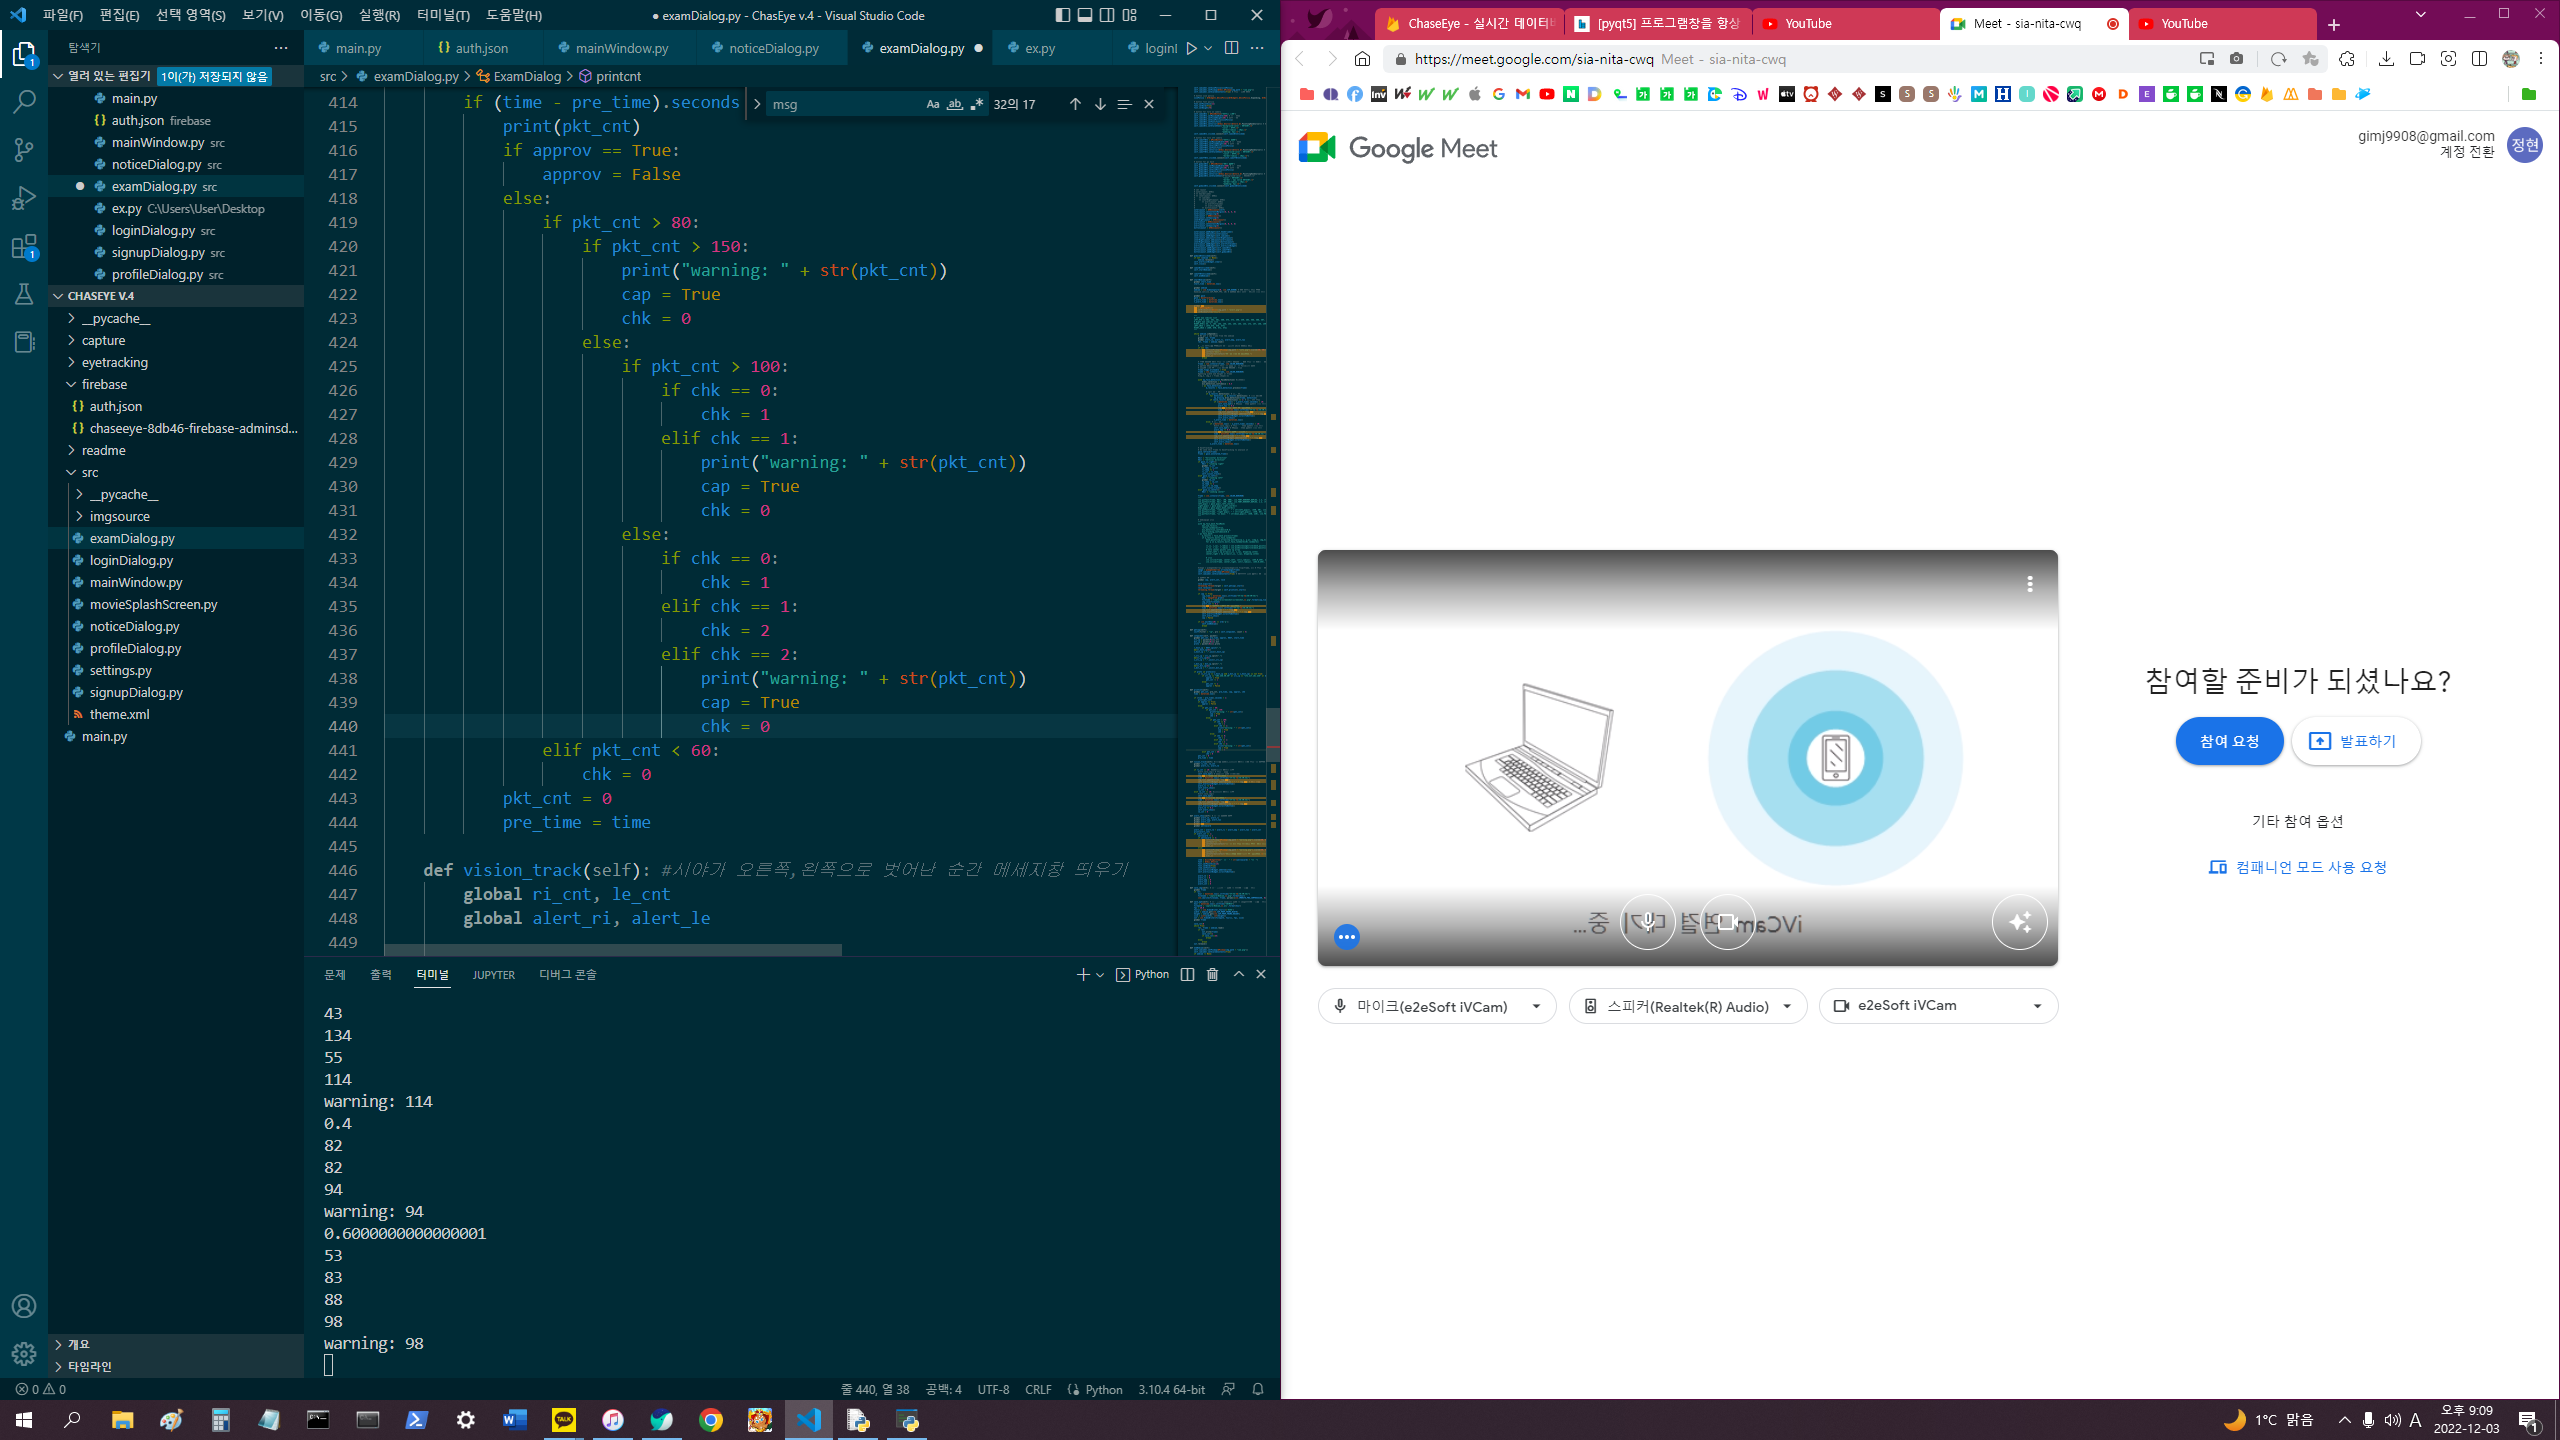 파일(F) 편집(E) 선택 영역(S) 보기(V) 이동(G) 실행(R) 터미널(T) 도움말(H)
● examDialog.py - ChasEye v.4 - Visual Studio Code
탐색기
열려 있는 편집기 1이(가) 저장되지 않음
main.py
auth.json firebase
mainWindow.py src
noticeDialog.py src
examDialog.py src
ex.py C:\Users\User\Desktop
loginDialog.py src
signupDialog.py src
profileDialog.py src
CHASEYE V.4
__pycache__
capture
eyetracking
firebase
auth.json
chaseeye-8db46-firebase-adminsd...
readme
src
__pycache__
imgsource
examDialog.py
loginDialog.py
mainWindow.py
movieSplashScreen.py
noticeDialog.py
profileDialog.py
settings.py
signupDialog.py
theme.xml
main.py
개요
타임라인
main.py auth.json mainWindow.py noticeDialog.py examDialog.py ● ex.py loginI
src > examDialog.py > ExamDialog > printcnt
msg Aa ab 32의 17
414 if (time - pre_time).seconds
415 print(pkt_cnt)
416 if approv == True:
417 approv = False
418 else:
419 if pkt_cnt > 80:
420 if pkt_cnt > 150:
421 print("warning: " + str(pkt_cnt))
422 cap = True
423 chk = 0
424 else:
425 if pkt_cnt > 100:
426 if chk == 0:
427 chk = 1
428 elif chk == 1:
429 print("warning: " + str(pkt_cnt))
430 cap = True
431 chk = 0
432 else:
433 if chk == 0:
434 chk = 1
435 elif chk == 1:
436 chk = 2
437 elif chk == 2:
438 print("warning: " + str(pkt_cnt))
439 cap = True
440 chk = 0
441 elif pkt_cnt < 60:
442 chk = 0
443 pkt_cnt = 0
444 pre_time = time
445
446 def vision_track(self): #시야가 오른쪽,왼쪽으로 벗어난 순간 메세지창 띄우기
447 global ri_cnt, le_cnt
448 global alert_ri, alert_le
449
문제 출력 터미널 JUPYTER 디버그 콘솔
Python
43
134
55
114
warning: 114
0.4
82
82
94
warning: 94
0.6000000000000001
53
83
88
98
warning: 98
0 0
줄 440, 열 38 공백: 4 UTF-8 CRLF Python 3.10.4 64-bit
ChaseEye - 실시간 데이터ㅂ [pyqt5] 프로그램창을 항상 YouTube Meet - sia-nita-cwq YouTube
https://meet.google.com/sia-nita-cwq Meet - sia-nita-cwq
Google Meet
gimj9908@gmail.com
계정 전환
정현
iVCam 연결 대기 중...
마이크(e2eSoft iVCam) 스피커(Realtek(R) Audio) e2eSoft iVCam
참여할 준비가 되셨나요?
참여 요청 발표하기
기타 참여 옵션
컴패니언 모드 사용 요청
1°C 맑음 A 오후 9:09
2022-12-03